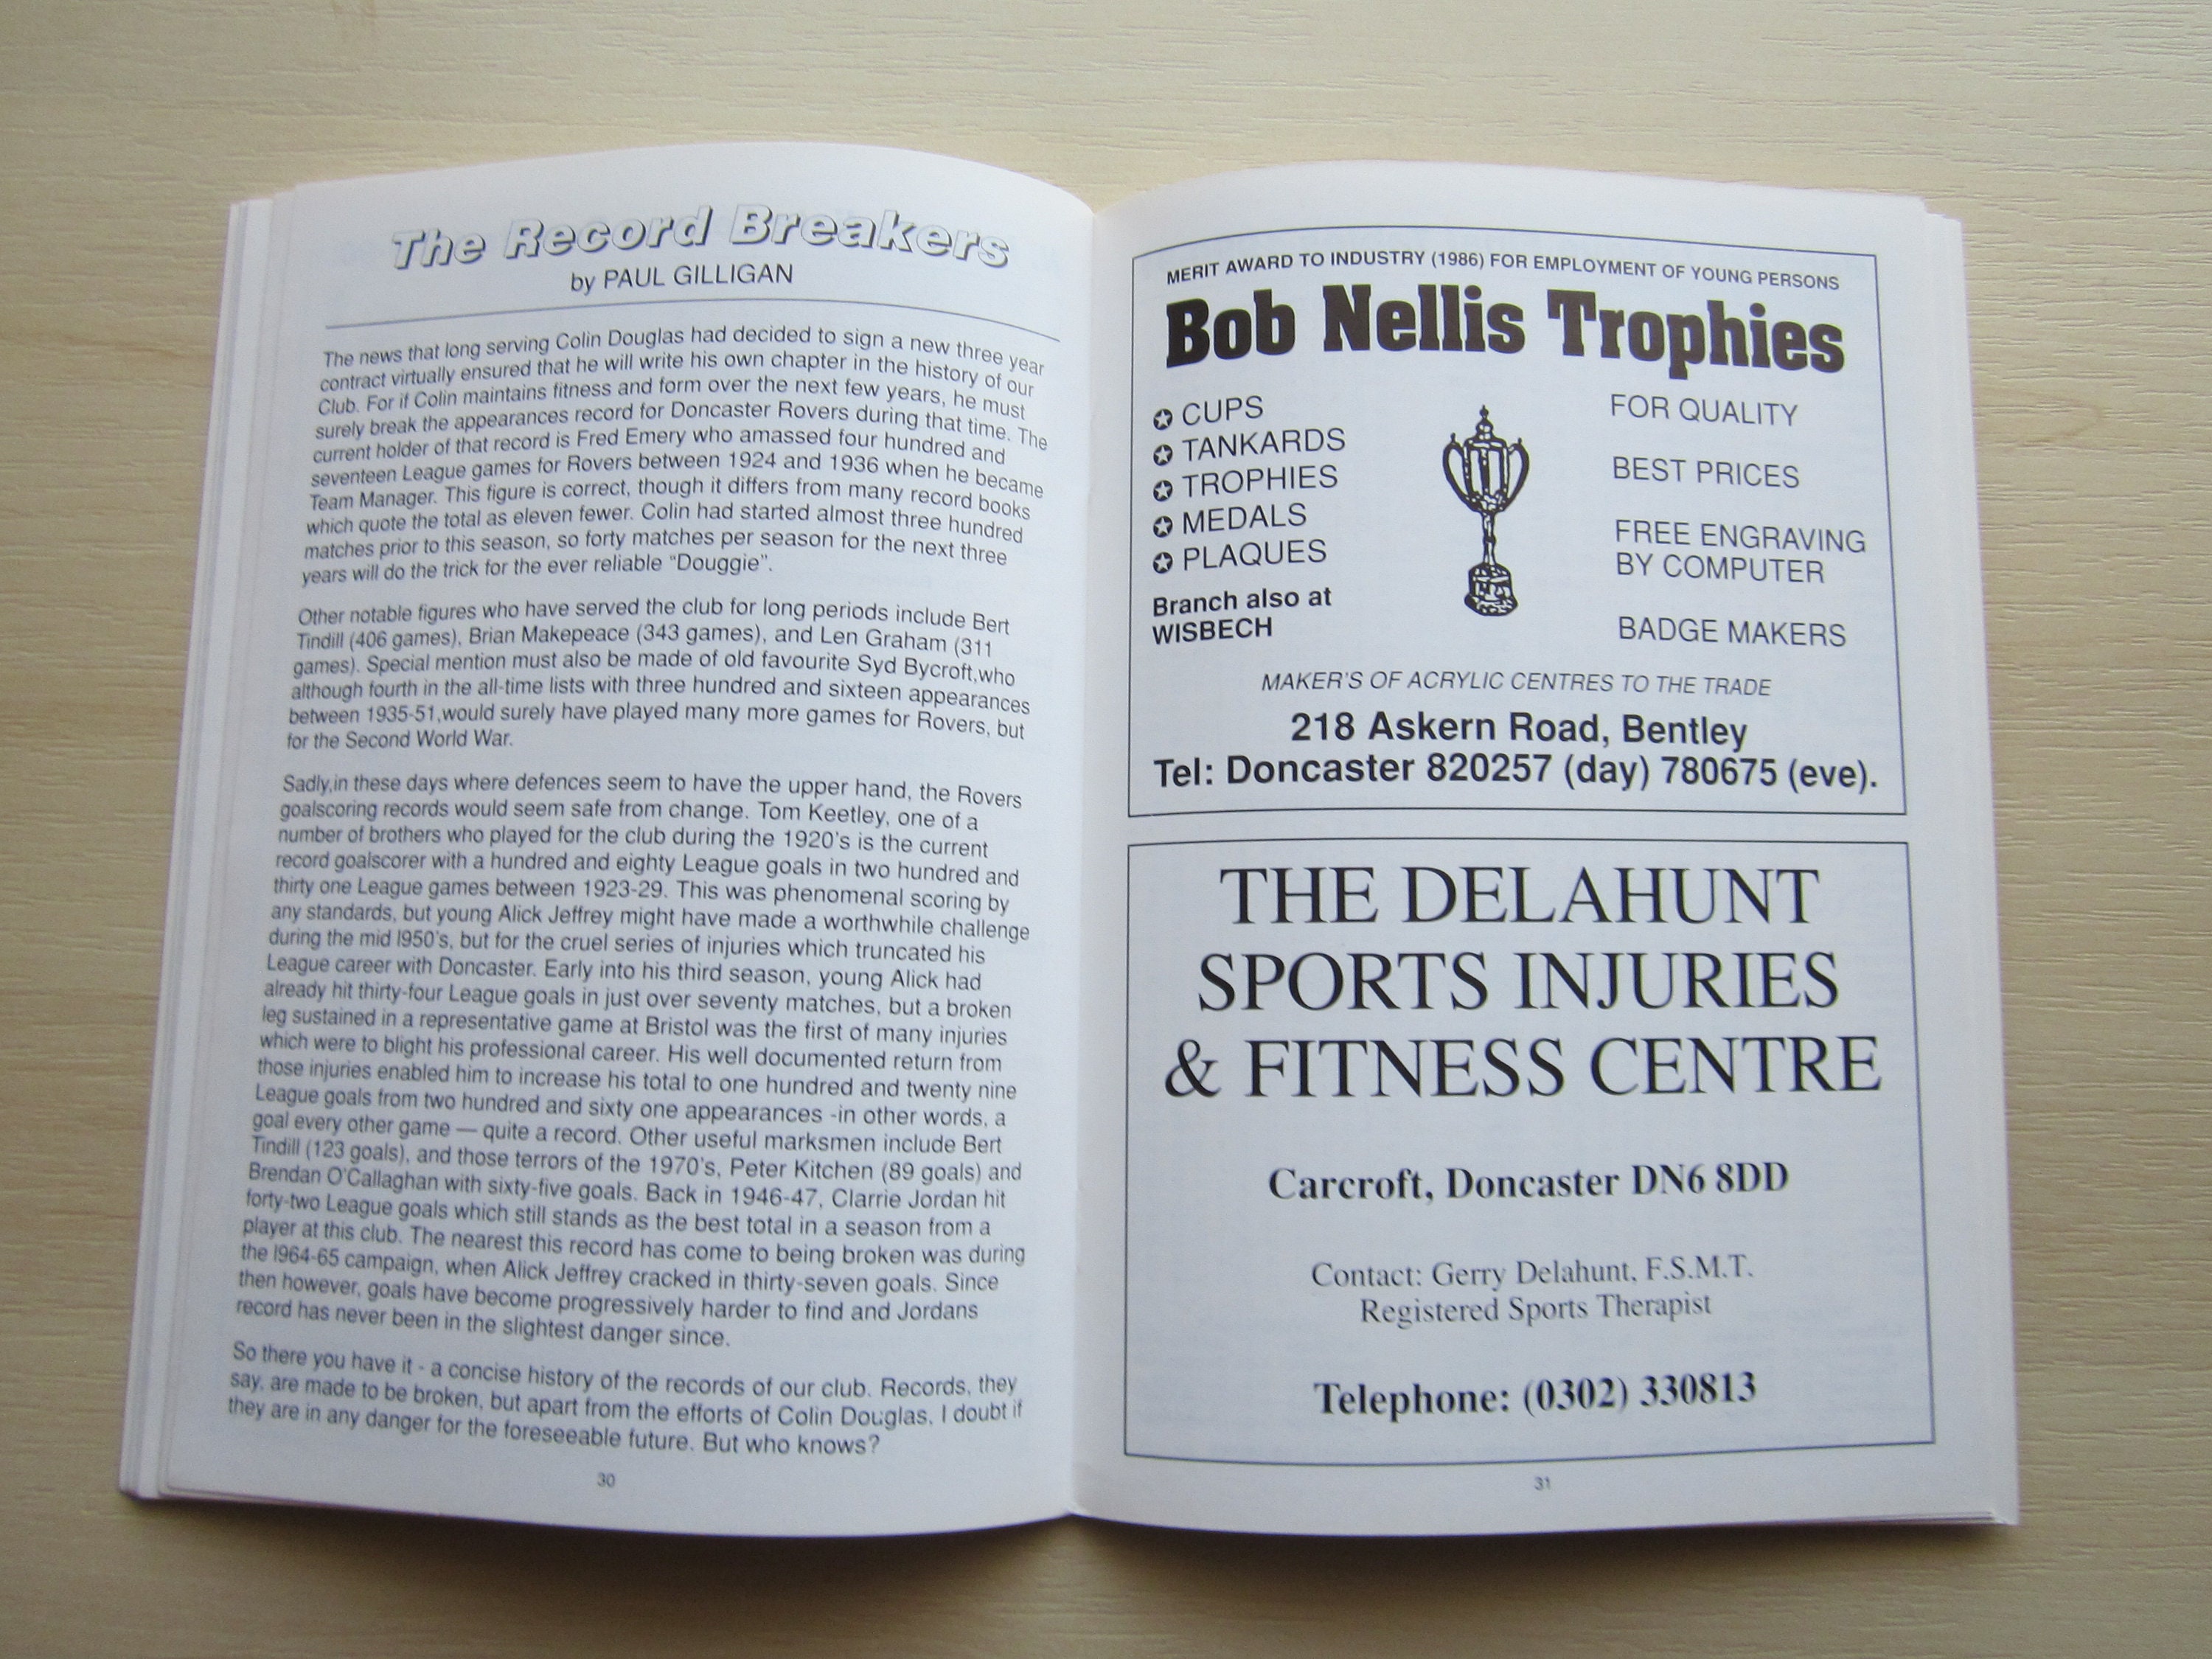 The Record Breakers
by PAUL GILLIGAN
The news that long serving Colin Douglas had decided to sign a new three year
contract virtually ensured that he will write his own chapter in the history of our
Club. For if Colin maintains fitness and form over the next few years, he must
surely break the appearances record for Doncaster Rovers during that time. The
current holder of that record is Fred Emery who amassed four hundred and
seventeen League games for Rovers between 1924 and 1936 when he became
Team Manager. This figure is correct, though it differs from many record books
which quote the total as eleven fewer. Colin had started almost three hundred
matches prior to this season, so forty matches per season for the next three
years will do the trick for the ever reliable “Douggie”.
Other notable figures who have served the club for long periods include Bert
Tindill (406 games), Brian Makepeace (343 games), and Len Graham (311
games). Special mention must also be made of old favourite Syd Bycroft,who
although fourth in the all-time lists with three hundred and sixteen appearances
between 1935-51,would surely have played many more games for Rovers, but
for the Second World War.
Sadly,in these days where defences seem to have the upper hand, the Rovers
goalscoring records would seem safe from change. Tom Keetley, one of a
number of brothers who played for the club during the 1920's is the current
record goalscorer with a hundred and eighty League goals in two hundred and
thirty one League games between 1923-29. This was phenomenal scoring by
any standards, but young Alick Jeffrey might have made a worthwhile challenge
during the mid l950's, but for the cruel series of injuries which truncated his
League career with Doncaster. Early into his third season, young Alick had
already hit thirty-four League goals in just over seventy matches, but a broken
leg sustained in a representative game at Bristol was the first of many injuries
which were to blight his professional career. His well documented return from
those injuries enabled him to increase his total to one hundred and twenty nine
League goals from two hundred and sixty one appearances -in other words, a
goal every other game — quite a record. Other useful marksmen include Bert
Tindill (123 goals), and those terrors of the 1970's, Peter Kitchen (89 goals) and
Brendan O'Callaghan with sixty-five goals. Back in 1946-47, Clarrie Jordan hit
forty-two League goals which still stands as the best total in a season from a
player at this club. The nearest this record has come to being broken was during
the l964-65 campaign, when Alick Jeffrey cracked in thirty-seven goals. Since
then however, goals have become progressively harder to find and Jordans
record has never been in the slightest danger since.
So there you have it - a concise history of the records of our club. Records, they
say, are made to be broken, but apart from the efforts of Colin Douglas, I doubt if
they are in any danger for the foreseeable future. But who knows?
30
MERIT AWARD TO INDUSTRY (1986) FOR EMPLOYMENT OF YOUNG PERSONS
Bob Nellis Trophies
CUPS
TANKARDS
TROPHIES
MEDALS
PLAQUES
Branch also at
WISBECH
FOR QUALITY
BEST PRICES
FREE ENGRAVING
BY COMPUTER
BADGE MAKERS
MAKER'S OF ACRYLIC CENTRES TO THE TRADE
218 Askern Road, Bentley
Tel: Doncaster 820257 (day) 780675 (eve).
THE DELAHUNT
SPORTS INJURIES
& FITNESS CENTRE
Carcroft, Doncaster DN6 8DD
Contact: Gerry Delahunt, F.S.M.T.
Registered Sports Therapist
Telephone: (0302) 330813
31